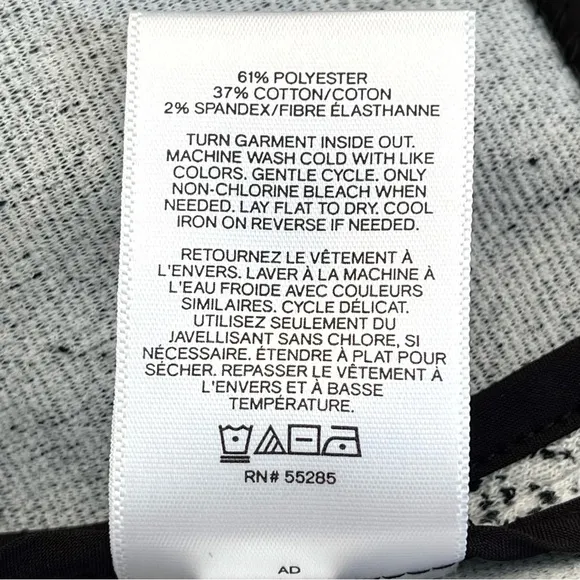 61% POLYESTER
37% COTTON/COTON
2% SPANDEX/FIBRE ÉLASTHANNE
TURN GARMENT INSIDE OUT.
MACHINE WASH COLD WITH LIKE
COLORS. GENTLE CYCLE. ONLY
NON-CHLORINE BLEACH WHEN
NEEDED. LAY FLAT TO DRY. COOL
IRON ON REVERSE IF NEEDED.
RETOURNEZ LE VÊTEMENT À
L'ENVERS. LAVER À LA MACHINE À
L'EAU FROIDE AVEC COULEURS
SIMILAIRES. CYCLE DÉLICAT.
UTILISEZ SEULEMENT DU
JAVELLISANT SANS CHLORE, SI
NÉCESSAIRE. ÉTENDRE À PLAT POUR
SÉCHER. REPASSER LE VÊTEMENT À
L'ENVERS ET À BASSE
TEMPÉRATURE.
RN# 55285
AD